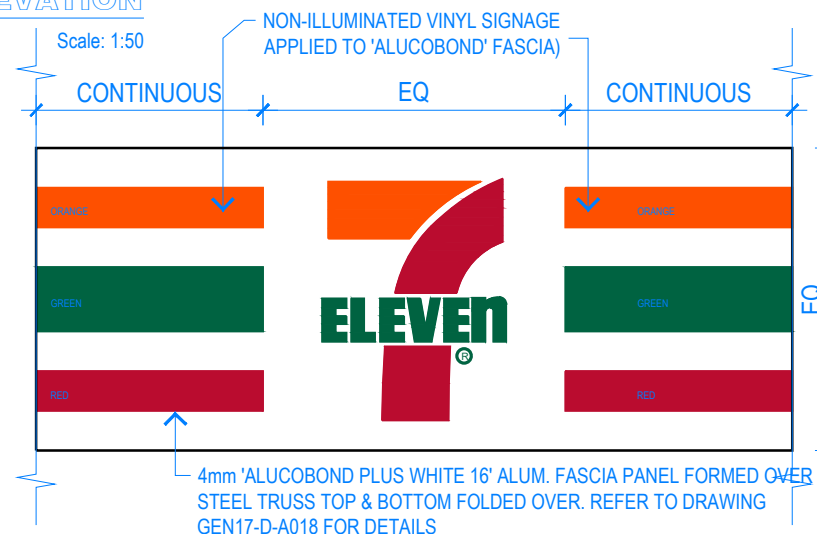 EVATION
Scale: 1:50
NON-ILLUMINATED VINYL SIGNAGE
APPLIED TO 'ALUCOBOND' FASCIA)
CONTINUOUS
EQ
CONTINUOUS
ORANGE
ORANGE
7
GREEN
ELEVEn
®
GREEN
EQ
RED
RED
4mm 'ALUCOBOND PLUS WHITE 16' ALUM. FASCIA PANEL FORMED OVER
STEEL TRUSS TOP & BOTTOM FOLDED OVER. REFER TO DRAWING
GEN17-D-A018 FOR DETAILS